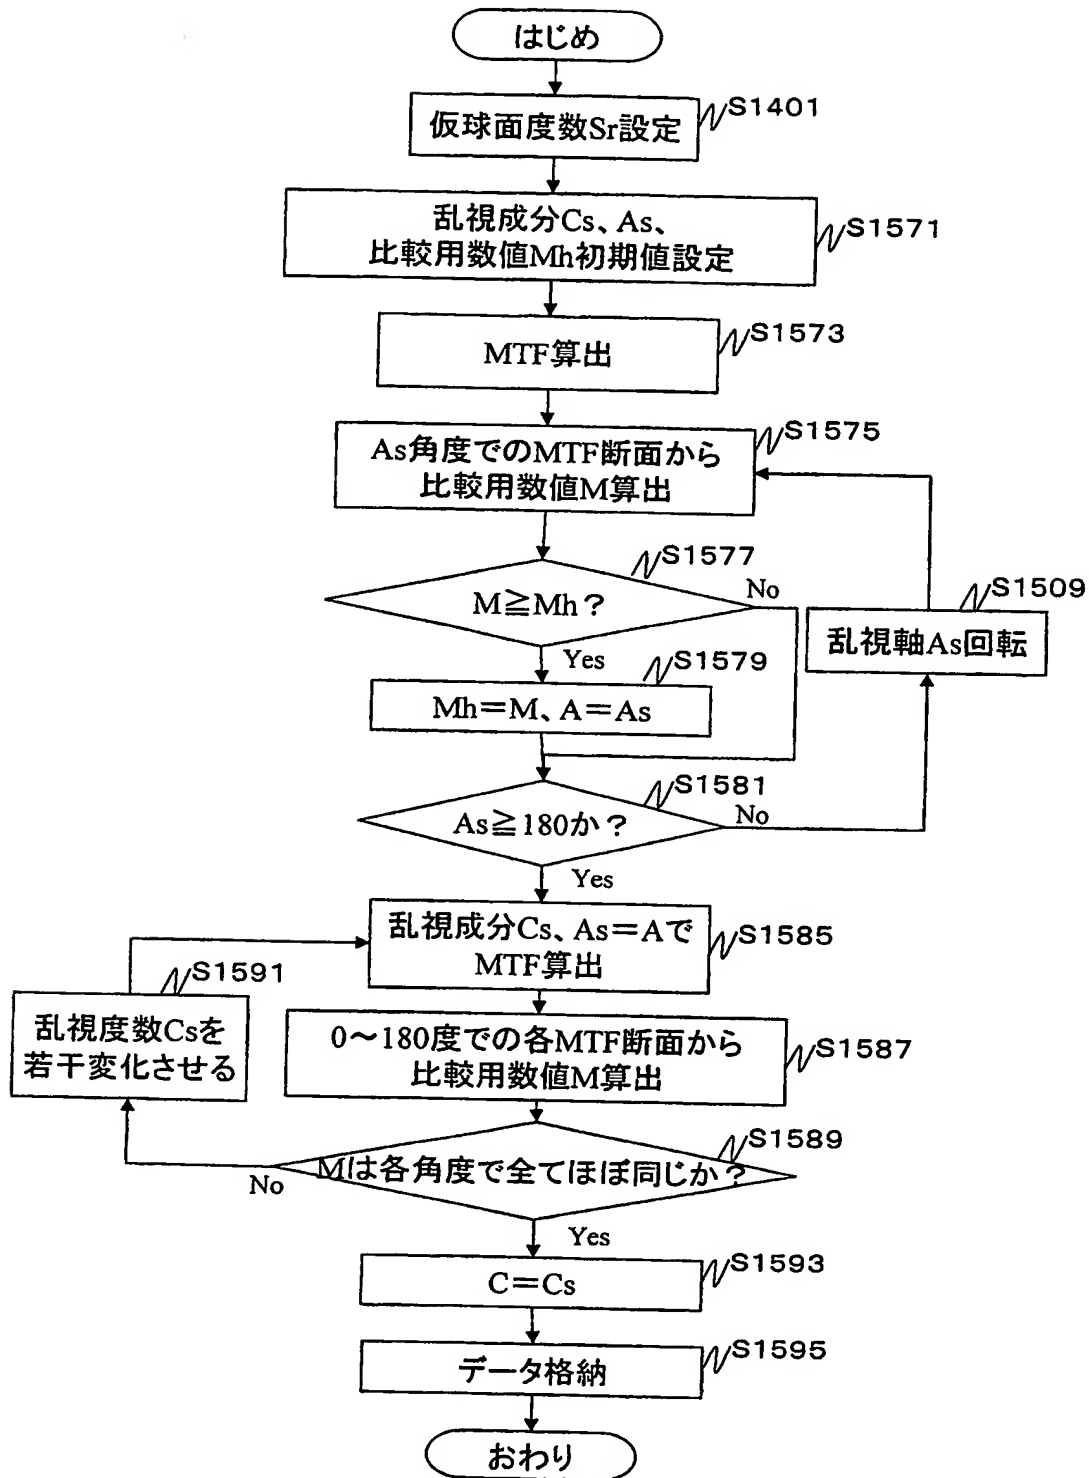 はじめ
S1401
仮球面度数Sr設定
S1571
乱視成分Cs、As、
比較用数値Mh初期値設定
S1573
MTF算出
S1575
As角度でのMTF断面から
比較用数値M算出
S1577
M≧Mh?
No
Yes
S1509
乱視軸As回転
S1579
Mh=M、A=As
S1581
As≧180か?
No
Yes
S1585
乱視成分Cs、As=Aで
MTF算出
S1591
乱視度数Csを
若干変化させる
S1587
0〜180度での各MTF断面から
比較用数値M算出
S1589
Mは各角度で全てほぼ同じか?
No
Yes
S1593
C=Cs
S1595
データ格納
おわり